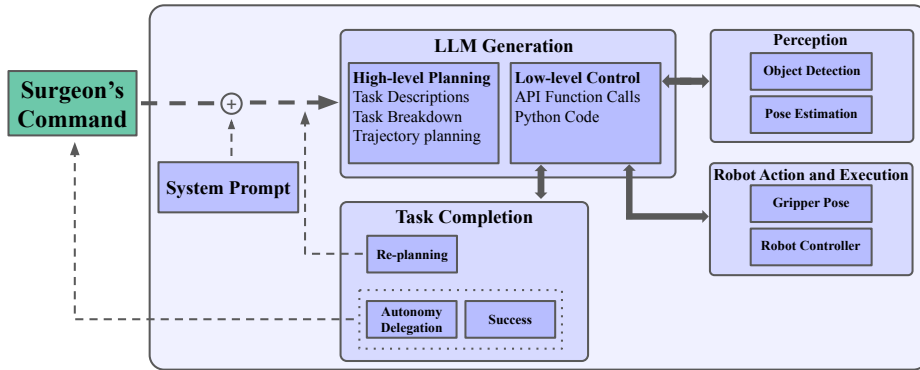 Surgeon's
Command
+
System Prompt
LLM Generation
High-level Planning
Task Descriptions
Task Breakdown
Trajectory planning
Low-level Control
API Function Calls
Python Code
Perception
Object Detection
Pose Estimation
Robot Action and Execution
Gripper Pose
Robot Controller
Task Completion
Re-planning
Autonomy
Delegation
Success